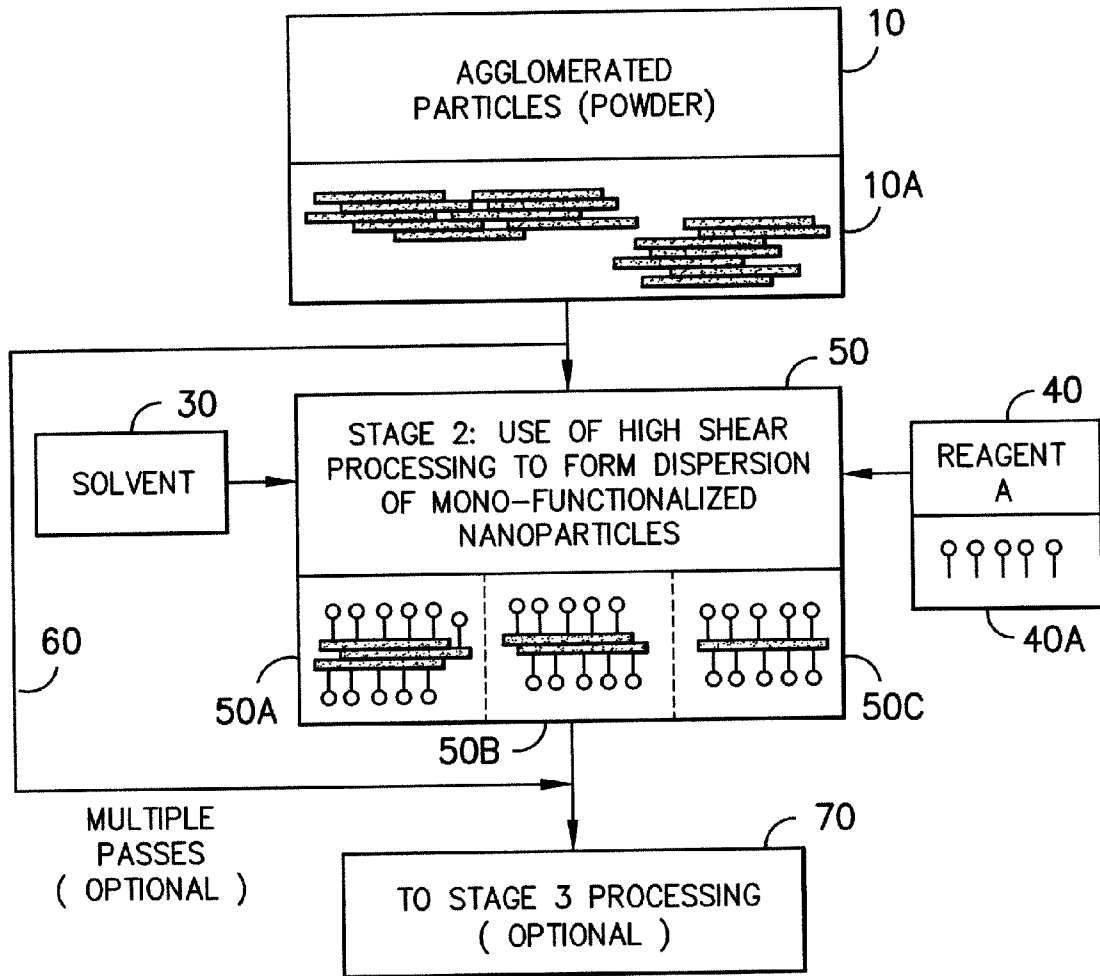 10
AGGLOMERATED
PARTICLES (POWDER)
10A
50
30
40
SOLVENT
STAGE 2: USE OF HIGH SHEAR
PROCESSING TO FORM DISPERSION
OF MONO-FUNCTIONALIZED
NANOPARTICLES
REAGENT
A
60
50A
50B
50C
40A
MULTIPLE
PASSES
( OPTIONAL )
70
TO STAGE 3 PROCESSING
( OPTIONAL )